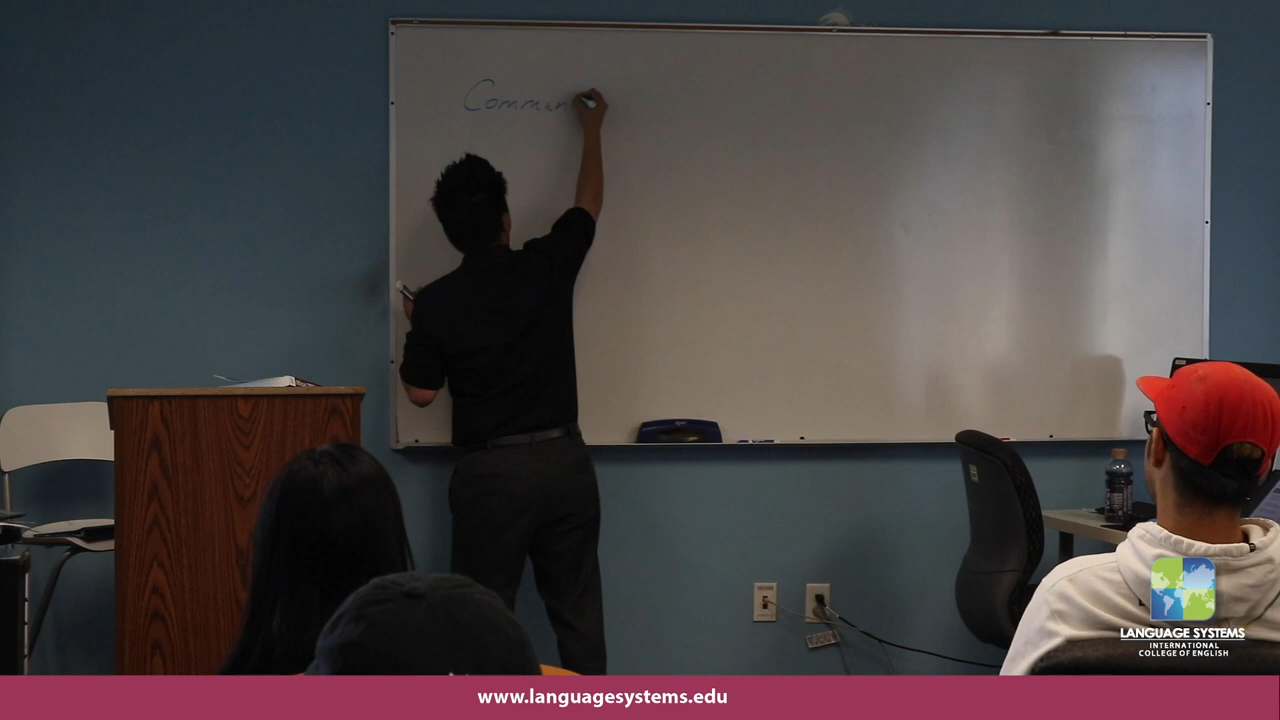 Commun
LANGUAGE SYSTEMS
INTERNATIONAL
COLLEGE OF ENGLISH
www.languagesystems.edu